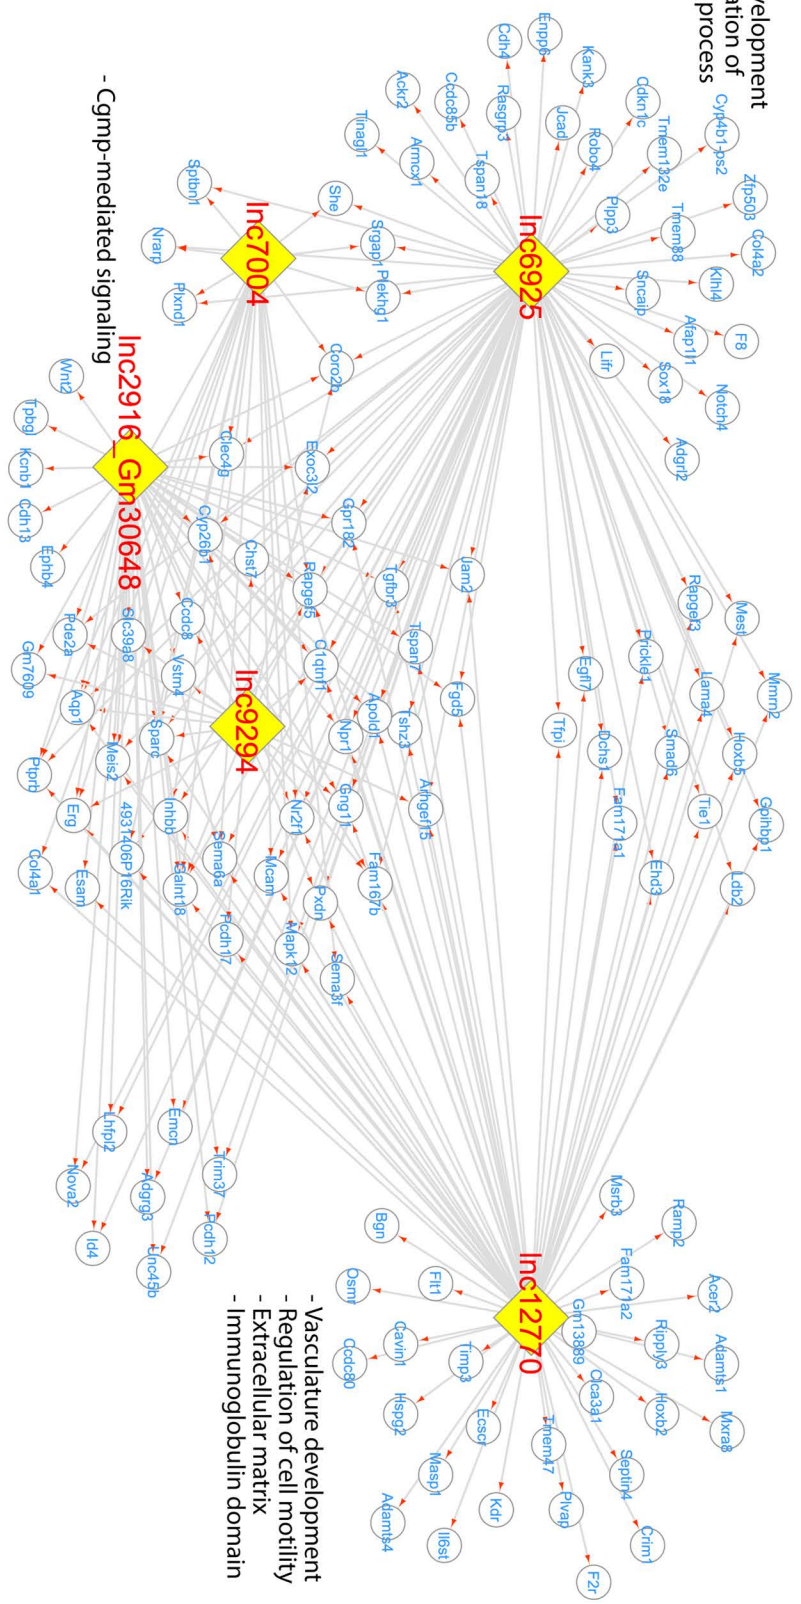 velopment
ation of
process
- Cgmp-mediated signaling
lnc6925
lnc7004
lnc2916_Gm30648
lnc9294
lnc12770
Enpp6
Cdh4
Kank3
Cdkn1c
Cyp4b1-ps2
Zfp503
Col4a2
Ackr2
Ccdc85b
Rasgrp3
Jcad
Robo4
Tmem132e
Tinagl1
Armcx1
Tspan18
Plpp3
Tmem88
Klhl4
F8
Sncaip
Afap1l1
Notch4
Lifr
Sox18
Adgrl2
Sptbn1
She
Nrarp
Srgap1
Plxnd1
Plekhg1
Coro2b
Wnt2
Tpbgl
Kcnb1
Cdh13
Ephb4
Clec4g
Exoc3l2
Cyp26b1
Gpr182
Chst7
Rapgef5
Tgfbr3
Jam2
Ccdc8
Slc39a8
Pde2a
Gm7609
Vstm4
C1qtnf1
Tspan7
Fgd5
Aqp1
Sparc
Npr1
Apold1
Tshz3
Meis2
Ptprb
Erg
4931406P16Rik
Inhbb
Nr2f1
Gng11
Arhgef15
Col4a1
Esam
Galnt18
Sema6a
Mcam
Fam167b
Pxdn
Pcdh17
Mapk12
Sema3f
Rapgef3
Mest
Prickle1
Egfl7
Lama4
Mmrn2
Tfpi
Dchs1
Smad6
Hoxb5
Fam171a1
Tie1
Gpihbp1
Ehd3
Ldb2
Lhfpl2
Emcn
Nova2
Adgrg3
Trim37
Id4
Unc45b
Pcdh12
Bgn
Msrb3
Ramp2
Osmr
Flt1
Fam171a2
Acer2
Gm13889
Cavin1
Ccdc80
Timp3
Ripply3
Adamts1
Clca3a1
Hoxb2
Mxra8
Hspg2
Ecscr
Tmem47
Septin4
Masp1
Adamts4
Kdr
Plvap
Il6st
Crim1
F2r
- Vasculature development
- Regulation of cell motility
- Extracellular matrix
- Immunoglobulin domain